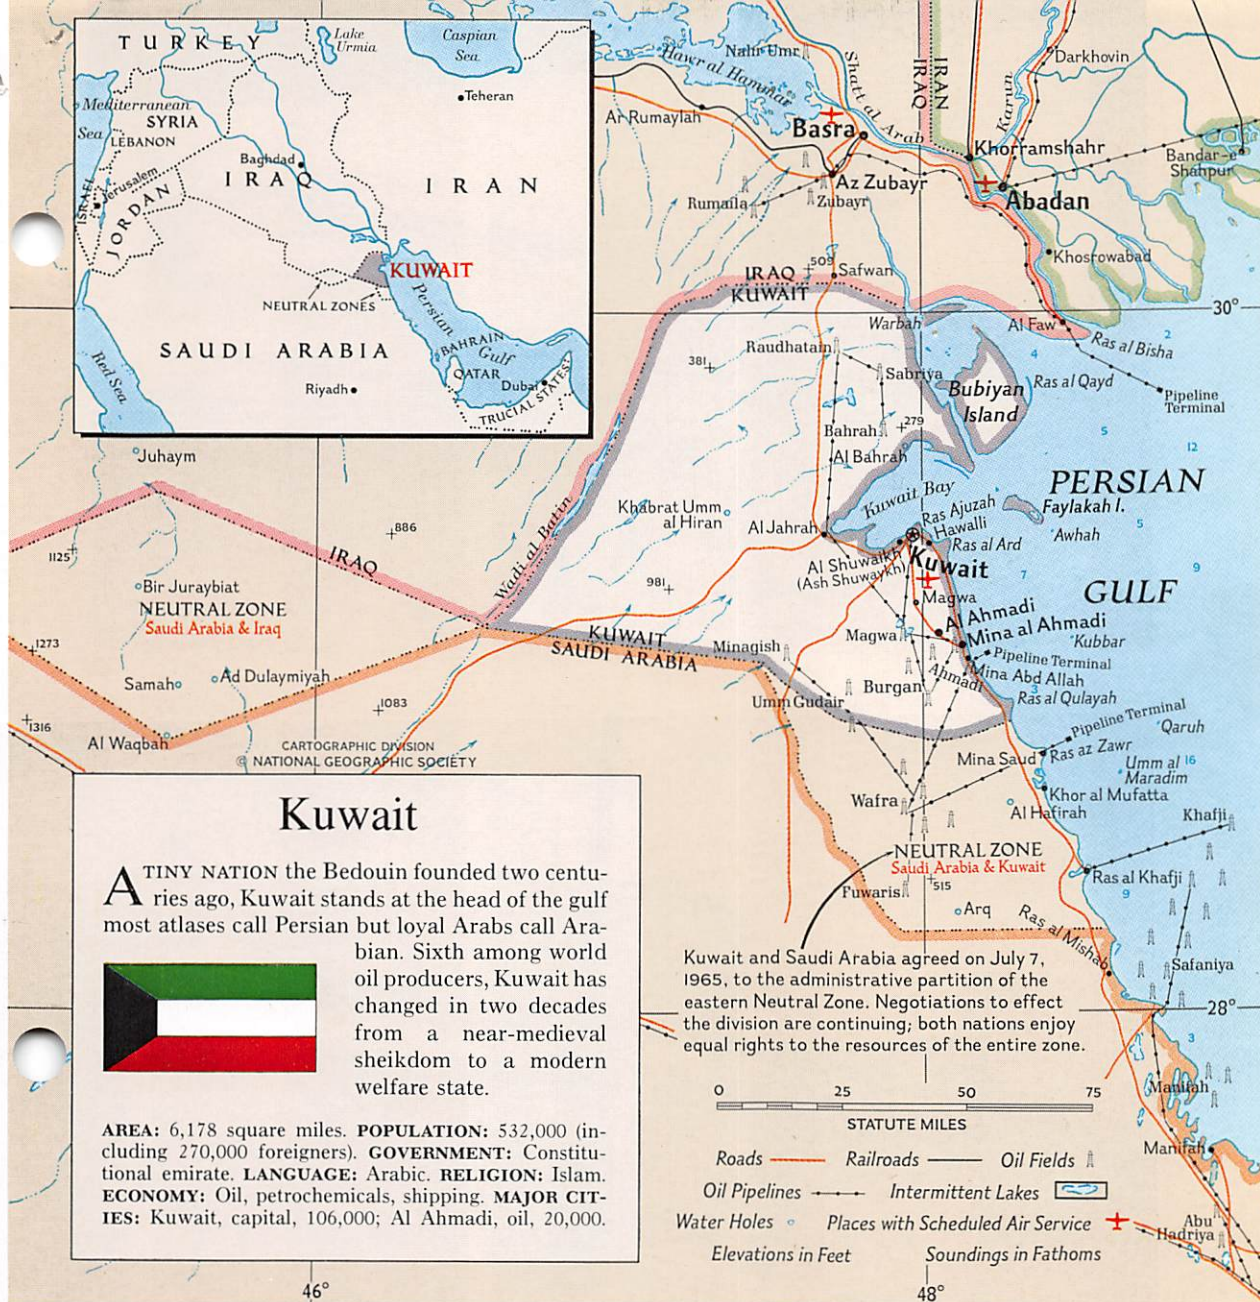 TURKEY
Lake
Urmia
Caspian
Sea
Teheran
Mediterranean
Sea
SYRIA
LEBANON
Baghdad
IRAQ
IRAN
ISRAEL
Jerusalem
JORDAN
KUWAIT
NEUTRAL ZONES
Persian
Gulf
SAUDI ARABIA
BAHRAIN
QATAR
Riyadh
Dubai
TRUCIAL STATES
Red Sea
Nahr Umr
Hawr al Hammar
Shatt al Arab
IRAQ
IRAN
Karun
Darkhovin
Ar Rumaylah
Basra
Khorramshahr
Bandar-e
Shahpur
Az Zubayr
Abadan
Rumaila
Zubayr
Khosrowabad
509
Safwan
IRAQ
KUWAIT
30°
Warbah
Al Faw
Ras al Bisha
2
Raudhatain
381
4
Sabriya
Bubiyan
Island
Ras al Qayd
Pipeline
Terminal
279
Bahrah
5
12
Juhaym
Al Bahrah
PERSIAN
Kuwait Bay
Khabrat Umm
al Hiran
Ras Ajuzah
Faylakah I.
Al Jahrah
Hawalli
5
886
Awhah
Ras al Ard
1125
IRAQ
Wadi al Batin
Al Shuwaikh
(Ash Shuwaykh)
Kuwait
7
9
981
Bir Juraybiat
GULF
Magwa
NEUTRAL ZONE
Saudi Arabia & Iraq
Al Ahmadi
Mina al Ahmadi
KUWAIT
SAUDI ARABIA
Magwa
Kubbar
1273
Minagish
Pipeline Terminal
Ahmadi
Mina Abd Allah
Samah
Ad Dulaymiyah
Burgan
3
Ras al Qulayah
1083
Umm Gudair
1316
Pipeline Terminal
Qaruh
Al Waqbah
CARTOGRAPHIC DIVISION
© NATIONAL GEOGRAPHIC SOCIETY
Mina Saud
Ras az Zawr
Umm al
Maradim
16
Khor al Mufatta
Wafra
Al Hafirah
Khafji
NEUTRAL ZONE
Saudi Arabia & Kuwait
Fuwaris
515
Ras al Khafji
9
Arq
Ras al Mishab
Safaniya
28°
3
Manifah
Manifah
Abu
Hadriya
Kuwait
A TINY NATION the Bedouin founded two centu-
ries ago, Kuwait stands at the head of the gulf
most atlases call Persian but loyal Arabs call Ara-
bian. Sixth among world
oil producers, Kuwait has
changed in two decades
from a near-medieval
sheikdom to a modern
welfare state.
AREA: 6,178 square miles. POPULATION: 532,000 (in-
cluding 270,000 foreigners). GOVERNMENT: Constitu-
tional emirate. LANGUAGE: Arabic. RELIGION: Islam.
ECONOMY: Oil, petrochemicals, shipping. MAJOR CIT-
IES: Kuwait, capital, 106,000; Al Ahmadi, oil, 20,000.
Kuwait and Saudi Arabia agreed on July 7,
1965, to the administrative partition of the
eastern Neutral Zone. Negotiations to effect
the division are continuing; both nations enjoy
equal rights to the resources of the entire zone.
0 25 50 75
STATUTE MILES
Roads Railroads Oil Fields
Oil Pipelines Intermittent Lakes
Water Holes Places with Scheduled Air Service
Elevations in Feet Soundings in Fathoms
46° 48°